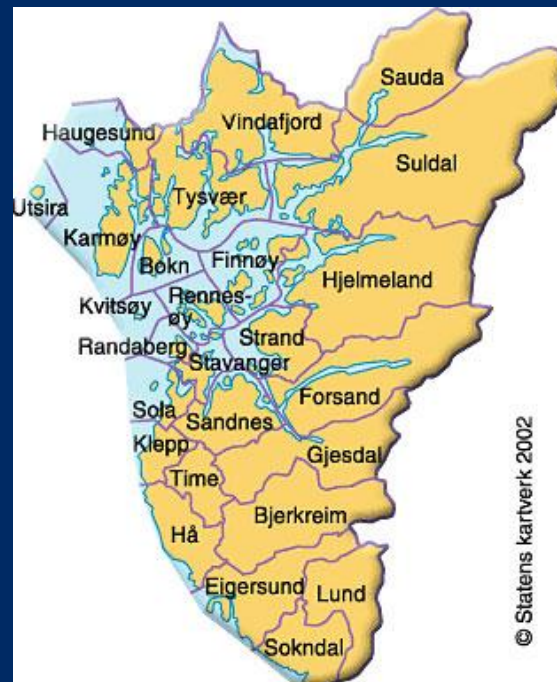 Sauda
Vindafjord
Haugesund
Suldal
Tysvær
Utsira
Karmøy
Bokn
Finnøy
Hjelmeland
Kvitsøy
Rennes-
øy
Strand
Randaberg
Stavanger
Forsand
Sola
Sandnes
Klepp
Gjesdal
Time
Bjerkreim
Hå
Eigersund
Lund
Sokndal
© Statens kartverk 2002